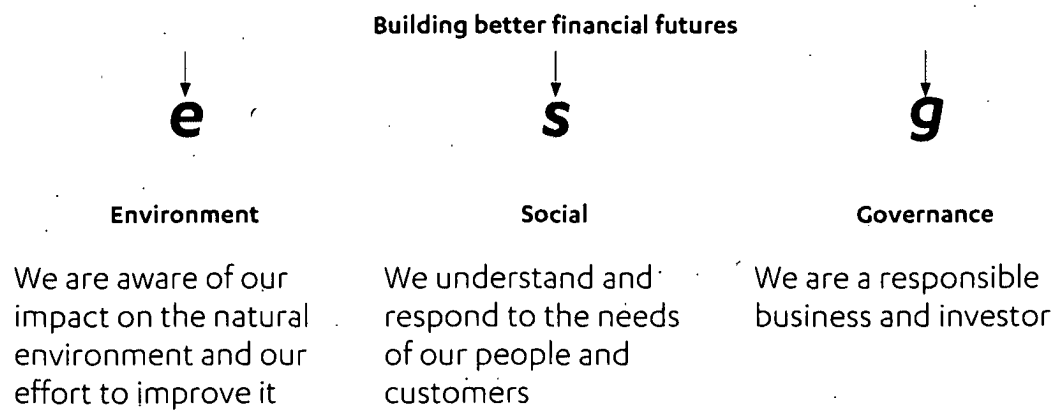 Building better financial futures
e s g
Environment Social Governance
We are aware of our
impact on the natural
environment and our
effort to improve it
We understand and
respond to the needs
of our people and
customers
We are a responsible
business and investor